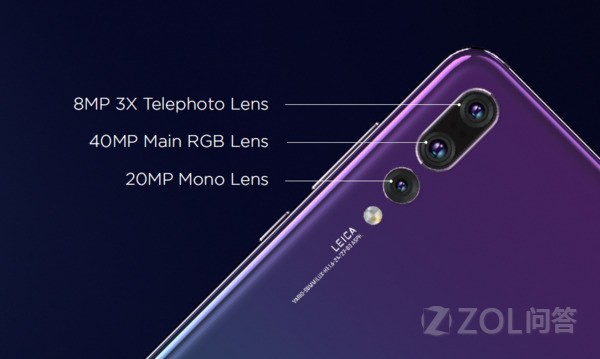 8MP 3X Telephoto Lens
40MP Main RGB Lens
20MP Mono Lens
LEICA
ZOL问答